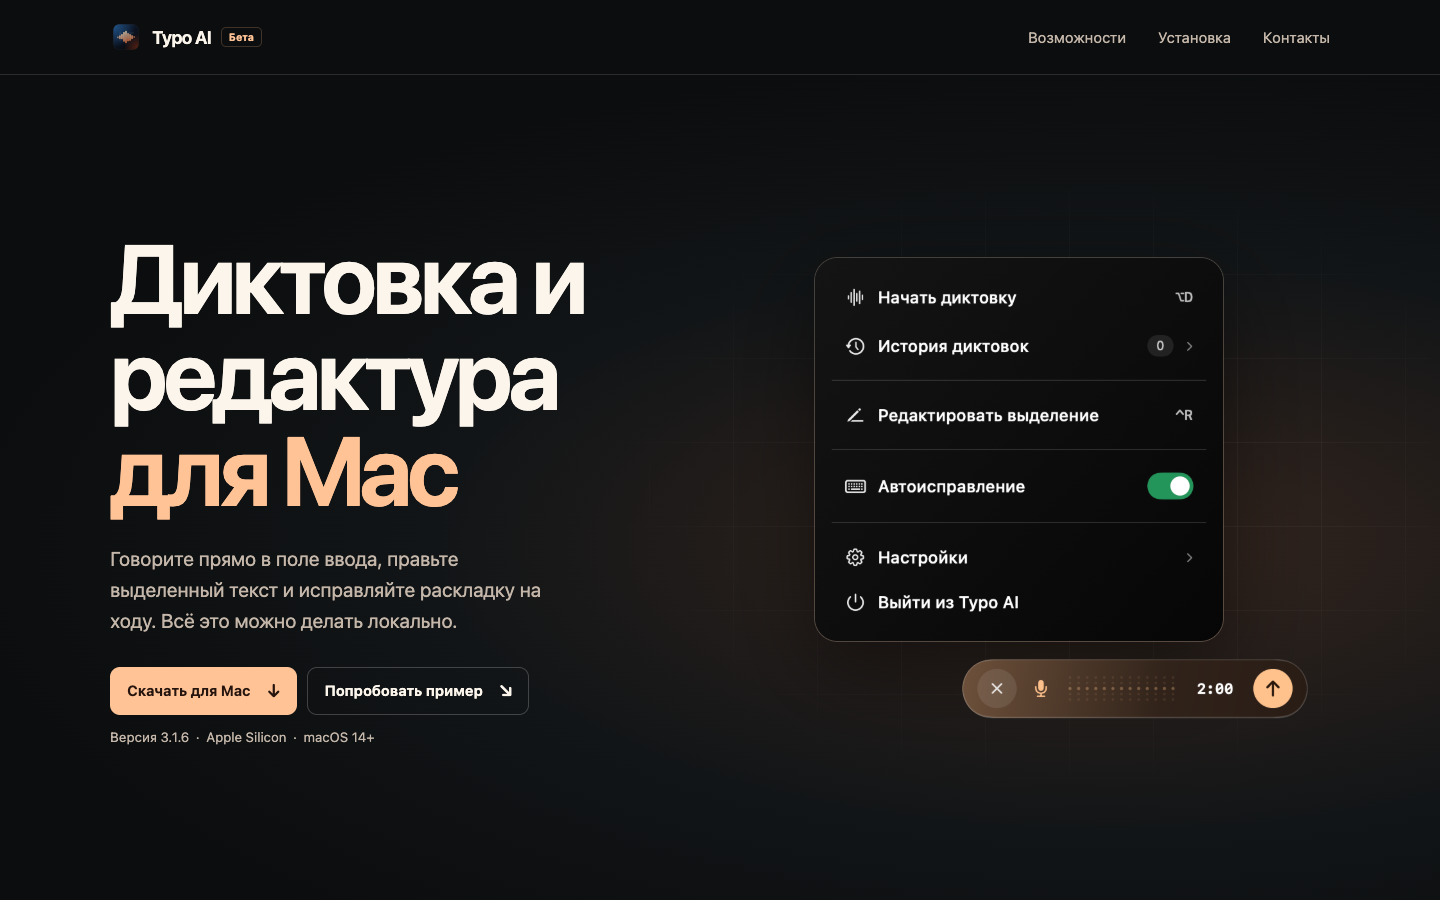 Typo AI Бета
Возможности Установка Контакты
Диктовка и
редактура
для Mac
Говорите прямо в поле ввода, правьте
выделенный текст и исправляйте раскладку на
ходу. Всё это можно делать локально.
Скачать для Mac ↓
Попробовать пример ↘
Версия 3.1.6 · Apple Silicon · macOS 14+
Начать диктовку ⌥D
История диктовок 0
Редактировать выделение ^R
Автоисправление
Настройки
Выйти из Typo AI
2:00